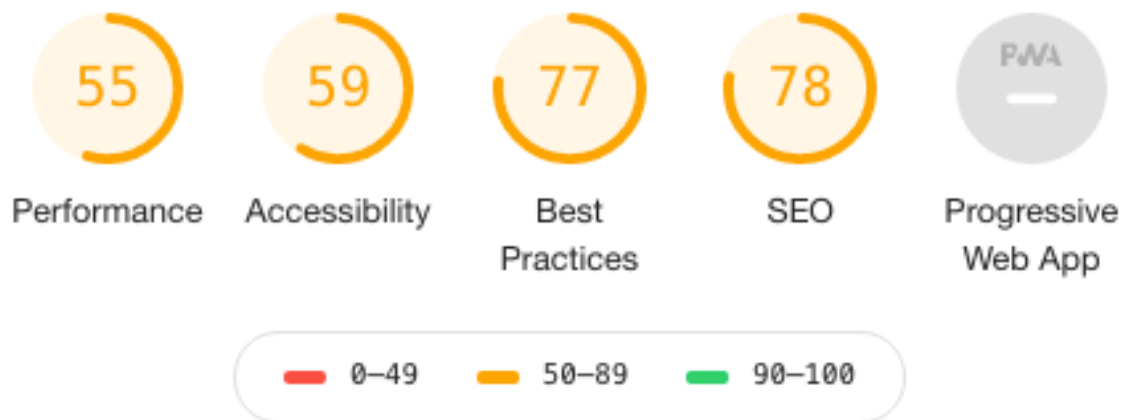 55 59 77 78 PWA
Performance Accessibility Best SEO Progressive
Practices Web App
0–49 50–89 90–100